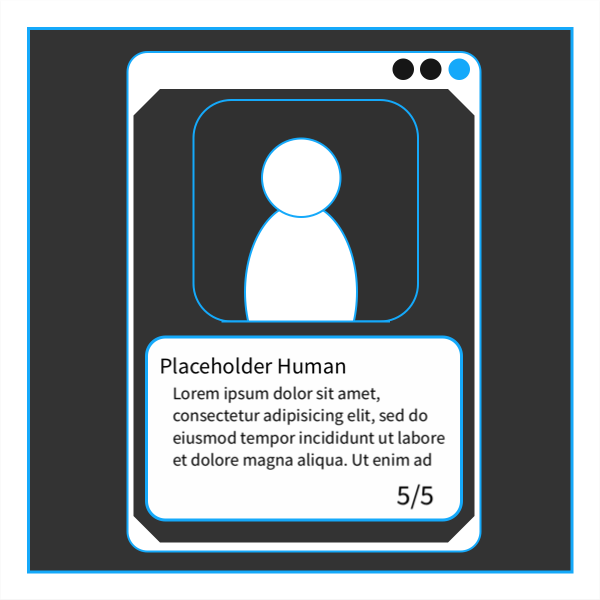 Placeholder Human
Lorem ipsum dolor sit amet,
consectetur adipisicing elit, sed do
eiusmod tempor incididunt ut labore
et dolore magna aliqua. Ut enim ad
5/5